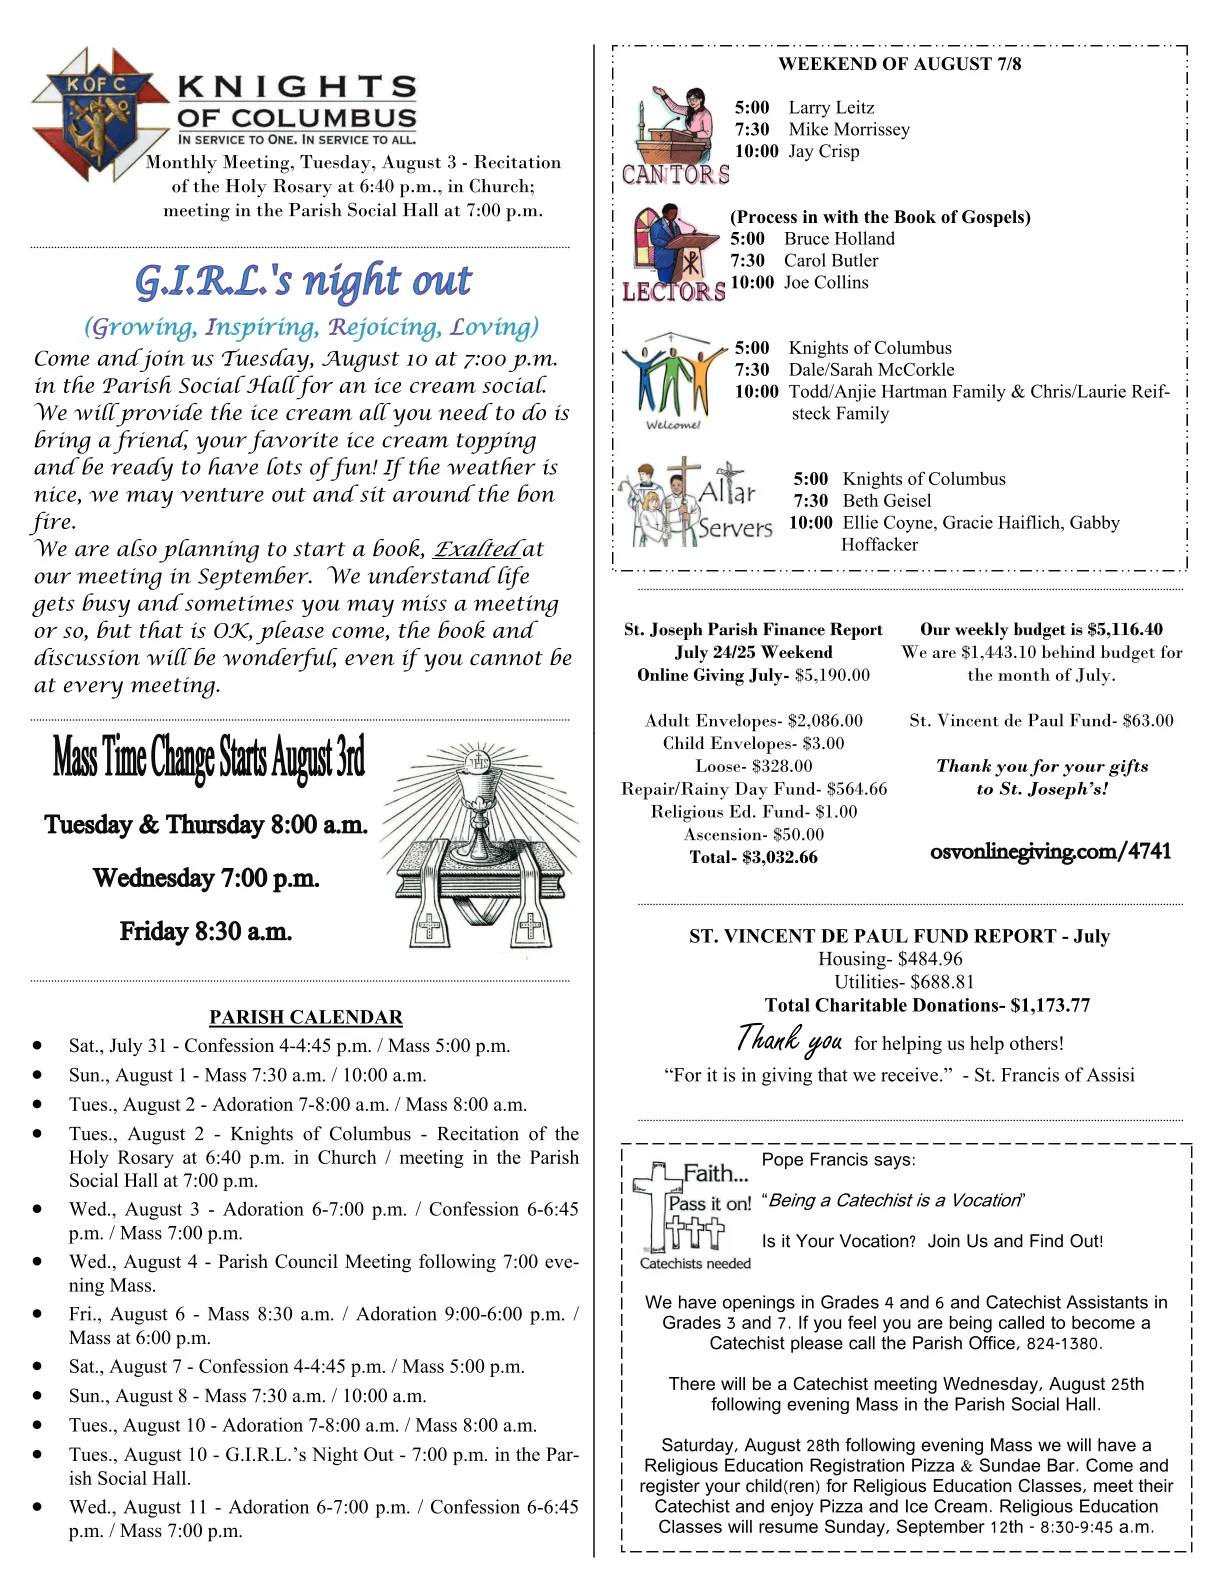 K OF C
KNIGHTS
OF COLUMBUS
IN SERVICE TO ONE. IN SERVICE TO ALL.
Monthly Meeting, Tuesday, August 3 - Recitation
of the Holy Rosary at 6:40 p.m., in Church;
meeting in the Parish Social Hall at 7:00 p.m.
G.I.R.L.'s night out
(Growing, Inspiring, Rejoicing, Loving)
Come and join us Tuesday, August 10 at 7:00 p.m.
in the Parish Social Hall for an ice cream social.
We will provide the ice cream all you need to do is
bring a friend, your favorite ice cream topping
and be ready to have lots of fun! If the weather is
nice, we may venture out and sit around the bon
fire.
We are also planning to start a book, Exalted at
our meeting in September.  We understand life
gets busy and sometimes you may miss a meeting
or so, but that is OK, please come, the book and
discussion will be wonderful, even if you cannot be
at every meeting.
Mass Time Change Starts August 3rd
Tuesday & Thursday 8:00 a.m.
Wednesday 7:00 p.m.
Friday 8:30 a.m.
PARISH CALENDAR
• Sat., July 31 - Confession 4-4:45 p.m. / Mass 5:00 p.m.
• Sun., August 1 - Mass 7:30 a.m. / 10:00 a.m.
• Tues., August 2 - Adoration 7-8:00 a.m. / Mass 8:00 a.m.
• Tues., August 2 - Knights of Columbus - Recitation of the
Holy Rosary at 6:40 p.m. in Church / meeting in the Parish
Social Hall at 7:00 p.m.
• Wed., August 3 - Adoration 6-7:00 p.m. / Confession 6-6:45
p.m. / Mass 7:00 p.m.
• Wed., August 4 - Parish Council Meeting following 7:00 eve-
ning Mass.
• Fri., August 6 - Mass 8:30 a.m. / Adoration 9:00-6:00 p.m. /
Mass at 6:00 p.m.
• Sat., August 7 - Confession 4-4:45 p.m. / Mass 5:00 p.m.
• Sun., August 8 - Mass 7:30 a.m. / 10:00 a.m.
• Tues., August 10 - Adoration 7-8:00 a.m. / Mass 8:00 a.m.
• Tues., August 10 - G.I.R.L.’s Night Out - 7:00 p.m. in the Par-
ish Social Hall.
• Wed., August 11 - Adoration 6-7:00 p.m. / Confession 6-6:45
p.m. / Mass 7:00 p.m.
WEEKEND OF AUGUST 7/8
CANTORS
5:00 Larry Leitz
7:30 Mike Morrissey
10:00 Jay Crisp
LECTORS
(Process in with the Book of Gospels)
5:00 Bruce Holland
7:30 Carol Butler
10:00 Joe Collins
Welcome!
5:00 Knights of Columbus
7:30 Dale/Sarah McCorkle
10:00 Todd/Anjie Hartman Family & Chris/Laurie Reif-
steck Family
Altar
Servers
5:00 Knights of Columbus
7:30 Beth Geisel
10:00 Ellie Coyne, Gracie Haiflich, Gabby
Hoffacker
St. Joseph Parish Finance Report
July 24/25 Weekend
Online Giving July- $5,190.00
Adult Envelopes- $2,086.00
Child Envelopes- $3.00
Loose- $328.00
Repair/Rainy Day Fund- $564.66
Religious Ed. Fund- $1.00
Ascension- $50.00
Total- $3,032.66
Our weekly budget is $5,116.40
We are $1,443.10 behind budget for
the month of July.
St. Vincent de Paul Fund- $63.00
Thank you for your gifts
to St. Joseph’s!
osvonlinegiving.com/4741
ST. VINCENT DE PAUL FUND REPORT - July
Housing- $484.96
Utilities- $688.81
Total Charitable Donations- $1,173.77
Thank you for helping us help others!
“For it is in giving that we receive.”  - St. Francis of Assisi
Faith...
Pass it on!
Catechists needed
Pope Francis says:
“Being a Catechist is a Vocation”
Is it Your Vocation?  Join Us and Find Out!
We have openings in Grades 4 and 6 and Catechist Assistants in
Grades 3 and 7. If you feel you are being called to become a
Catechist please call the Parish Office, 824-1380.
There will be a Catechist meeting Wednesday, August 25th
following evening Mass in the Parish Social Hall.
Saturday, August 28th following evening Mass we will have a
Religious Education Registration Pizza & Sundae Bar. Come and
register your child(ren) for Religious Education Classes, meet their
Catechist and enjoy Pizza and Ice Cream. Religious Education
Classes will resume Sunday, September 12th - 8:30-9:45 a.m.